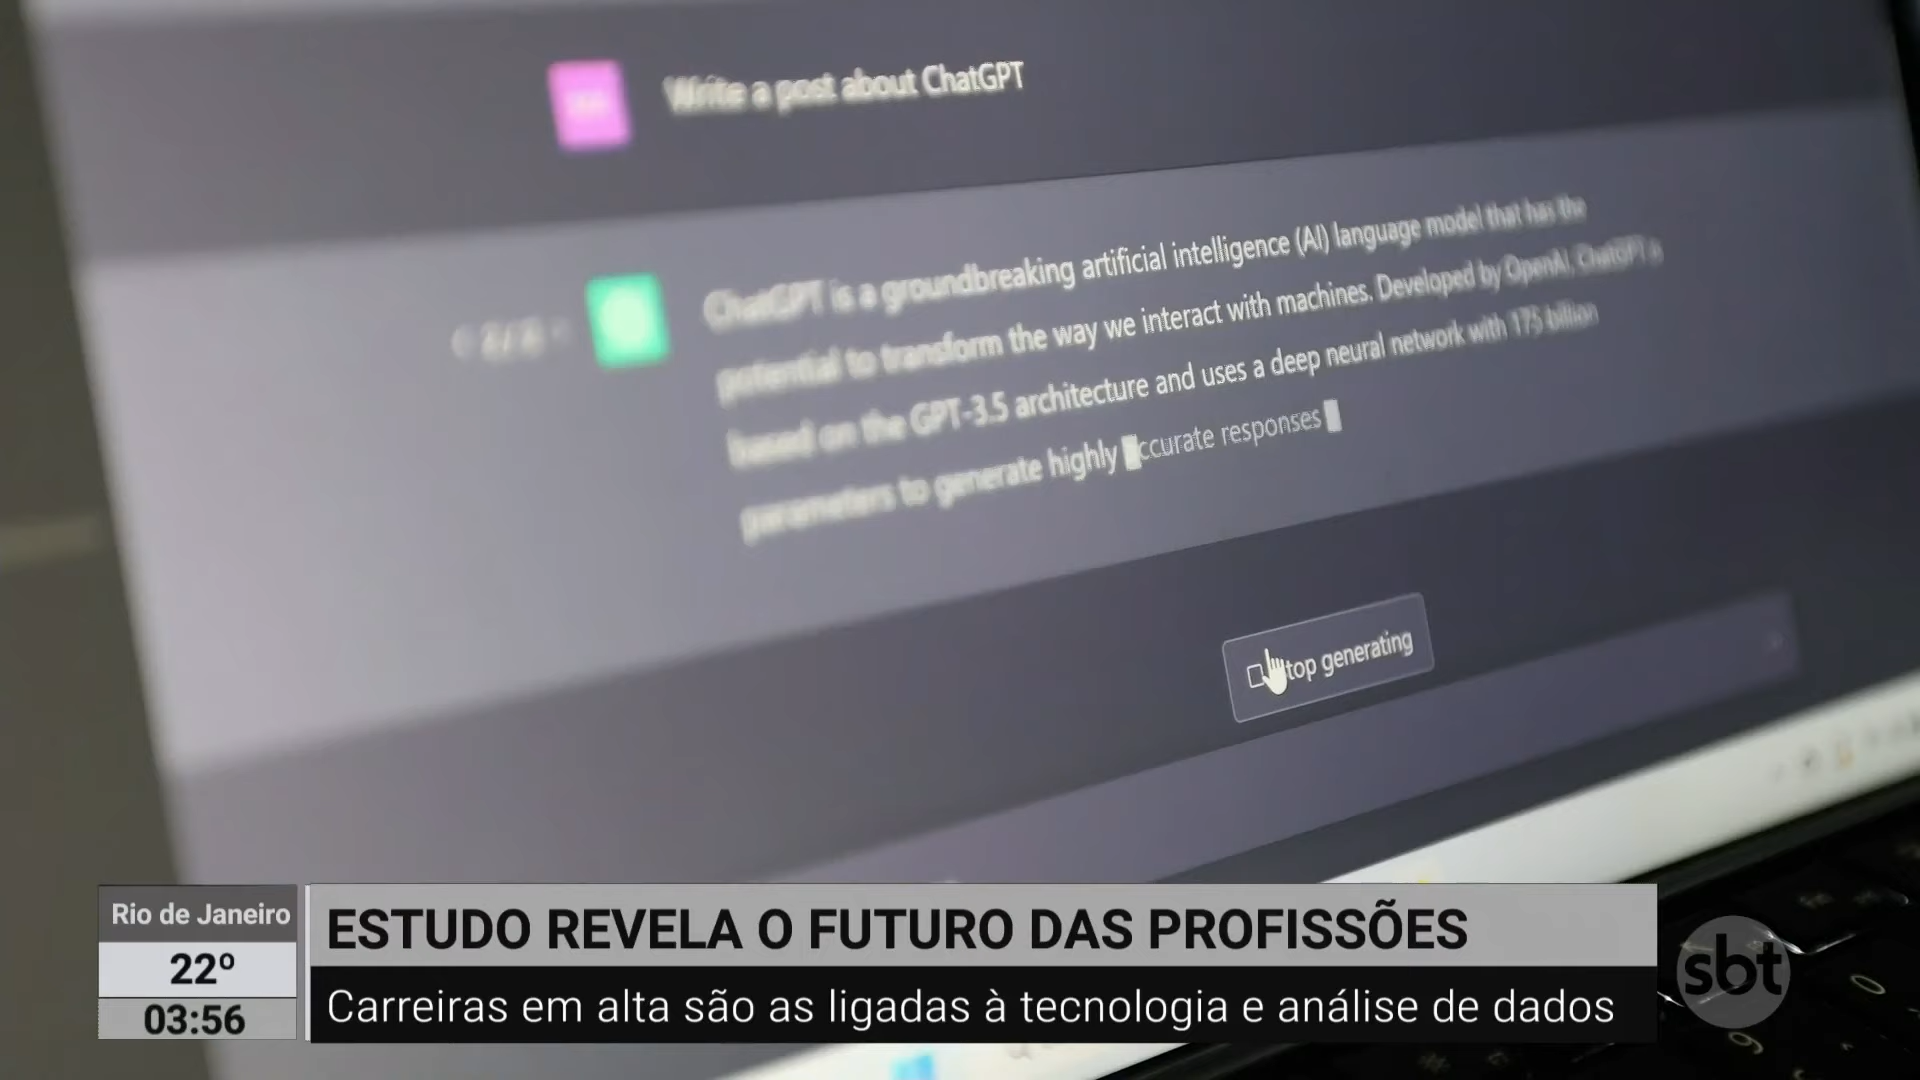 Write a post about ChatGPT
ChatGPT is a groundbreaking artificial intelligence (AI) language model that has the
potential to transform the way we interact with machines. Developed by OpenAI, ChatGPT is
based on the GPT-3.5 architecture and uses a deep neural network with 175 billion
parameters to generate highly ccurate responses
top generating
Rio de Janeiro
22º
03:56
ESTUDO REVELA O FUTURO DAS PROFISSÕES
Carreiras em alta são as ligadas à tecnologia e análise de dados
sbt